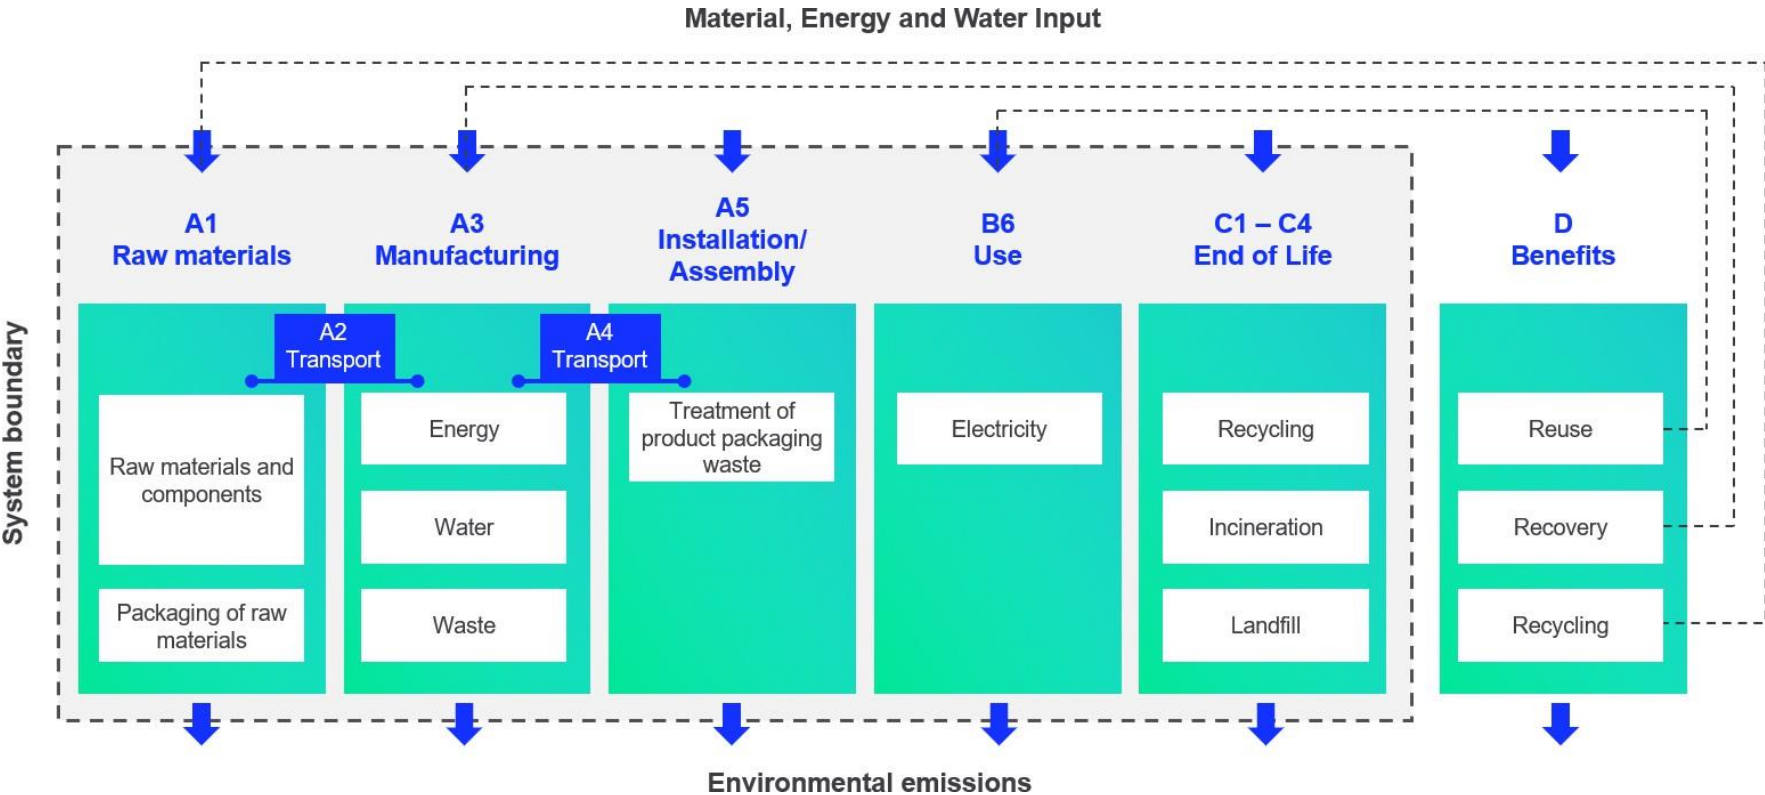 Material, Energy and Water Input
System boundary
A1
Raw materials
A3
Manufacturing
A5
Installation/
Assembly
B6
Use
C1 – C4
End of Life
D
Benefits
A2
Transport
A4
Transport
Raw materials and
components
Packaging of raw
materials
Energy
Water
Waste
Treatment of
product packaging
waste
Electricity
Recycling
Incineration
Landfill
Reuse
Recovery
Recycling
Environmental emissions